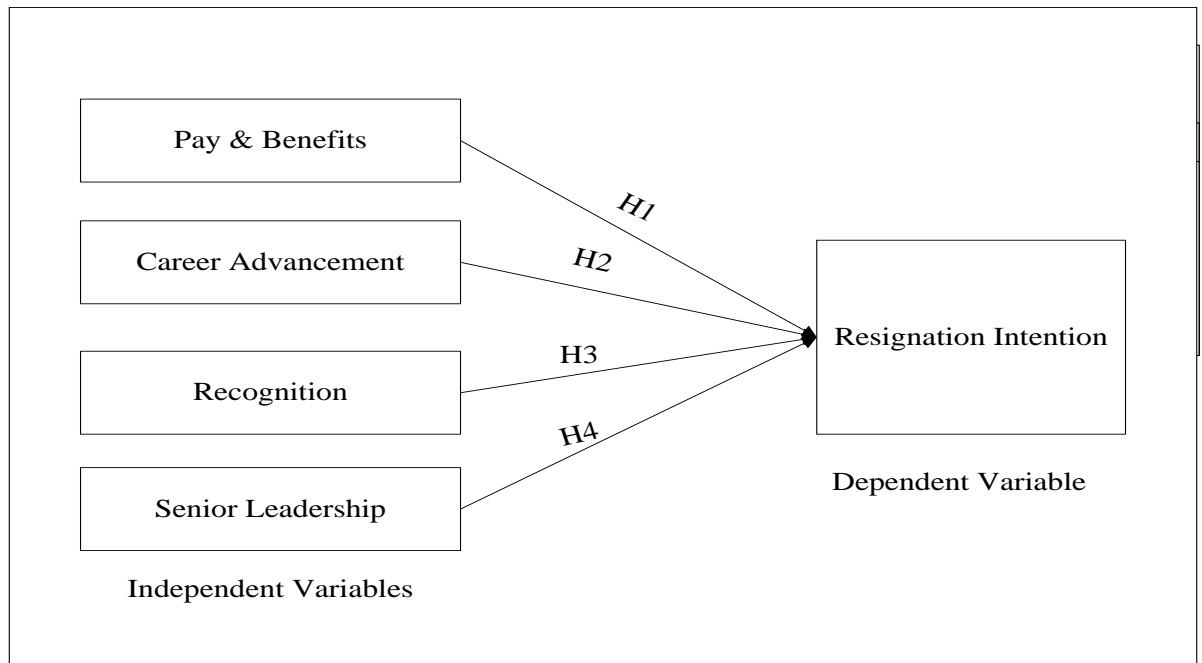 Pay & Benefits
H1
Career Advancement
H2
Resignation Intention
Recognition
H3
H4
Senior Leadership
Dependent Variable
Independent Variables